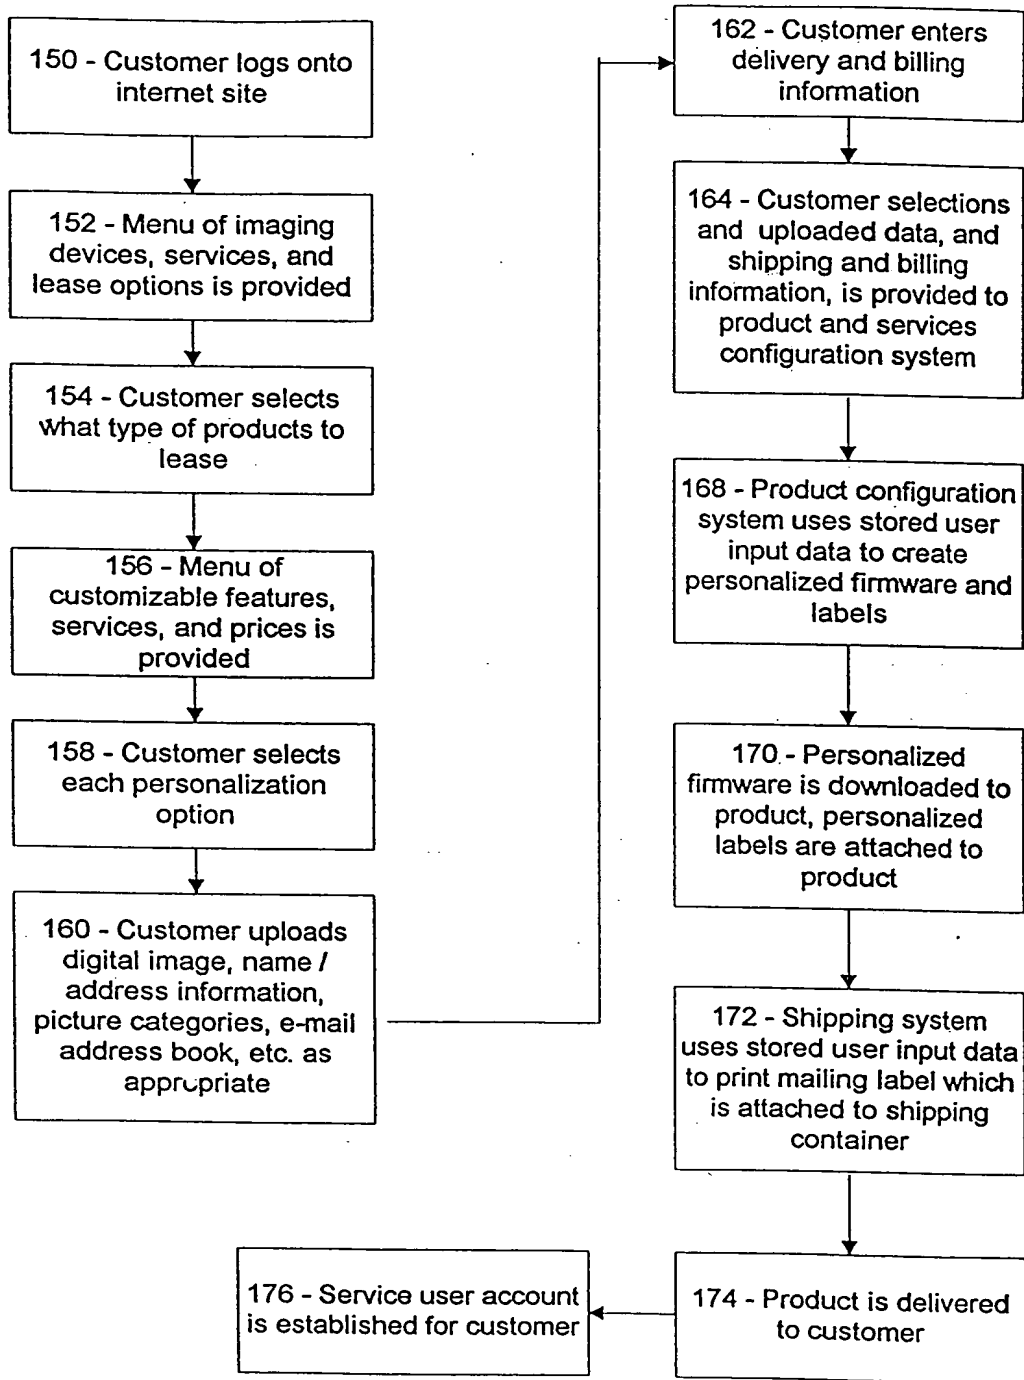 150 - Customer logs onto
internet site
152 - Menu of imaging
devices, services, and
lease options is provided
154 - Customer selects
what type of products to
lease
156 - Menu of
customizable features,
services, and prices is
provided
158 - Customer selects
each personalization
option
160 - Customer uploads
digital image, name /
address information,
picture categories, e-mail
address book, etc. as
appropriate
162 - Customer enters
delivery and billing
information
164 - Customer selections
and uploaded data, and
shipping and billing
information, is provided to
product and services
configuration system
168 - Product configuration
system uses stored user
input data to create
personalized firmware and
labels
170 - Personalized
firmware is downloaded to
product, personalized
labels are attached to
product
172 - Shipping system
uses stored user input data
to print mailing label which
is attached to shipping
container
174 - Product is delivered
to customer
176 - Service user account
is established for customer